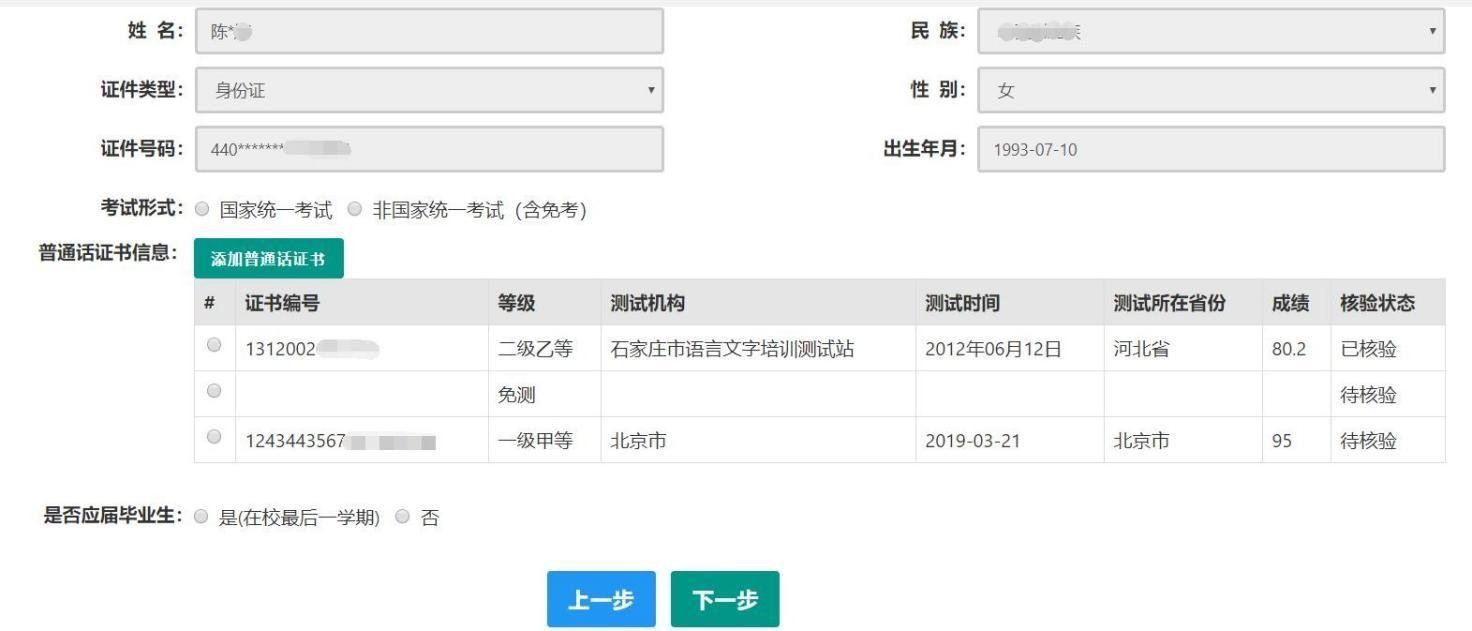 姓 名： 陈* 民 族： 族
证件类型： 身份证 性 别： 女
证件号码： 440******* 出生年月： 1993-07-10
考试形式： 国家统一考试 非国家统一考试（含免考）
普通话证书信息： 添加普通话证书
# 证书编号 等级 测试机构 测试时间 测试所在省份 成绩 核验状态
1312002 二级乙等 石家庄市语言文字培训测试站 2012年06月12日 河北省 80.2 已核验
免测 待核验
1243443567 一级甲等 北京市 2019-03-21 北京市 95 待核验
是否应届毕业生： 是(在校最后一学期) 否
上一步 下一步